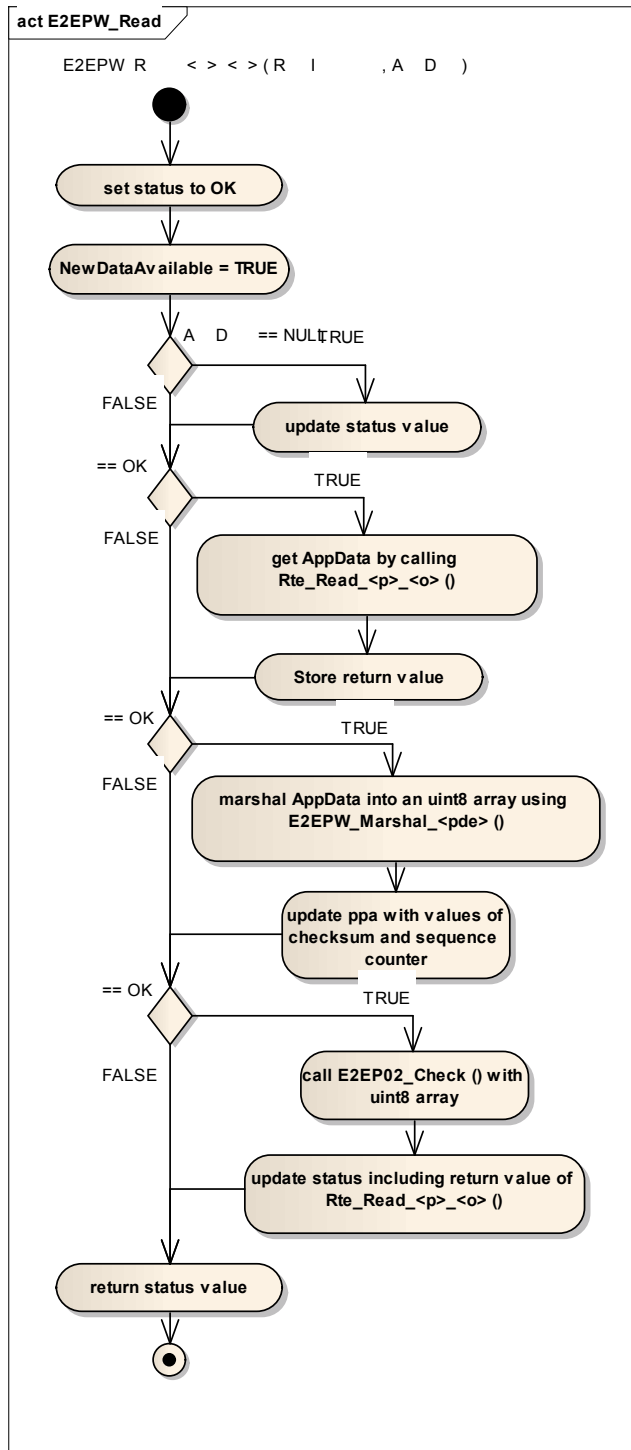 act E2EPW_Read
E2EPW R < > < > ( R I , A D )
set status to OK
NewDataAvailable = TRUE
A D == NULL
TRUE
FALSE
update status value
== OK
TRUE
FALSE
get AppData by calling
Rte_Read_<p>_<o> ()
Store return value
== OK
TRUE
FALSE
marshal AppData into an uint8 array using
E2EPW_Marshal_<pde> ()
update ppa with values of
checksum and sequence
counter
== OK
TRUE
FALSE
call E2EP02_Check () with
uint8 array
update status including return value of
Rte_Read_<p>_<o> ()
return status value